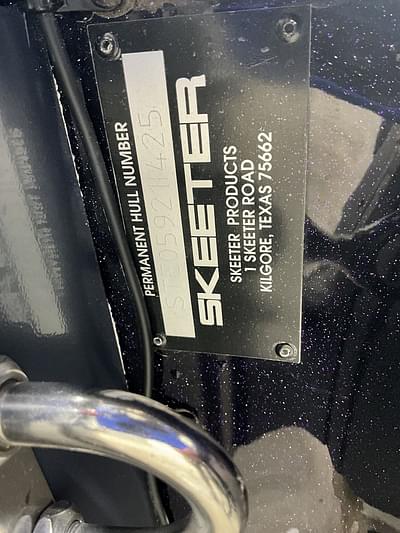 PERMANENT HULL NUMBER
SKEETER
SKEETER PRODUCTS
1 SKEETER ROAD
KILGORE, TEXAS 75662